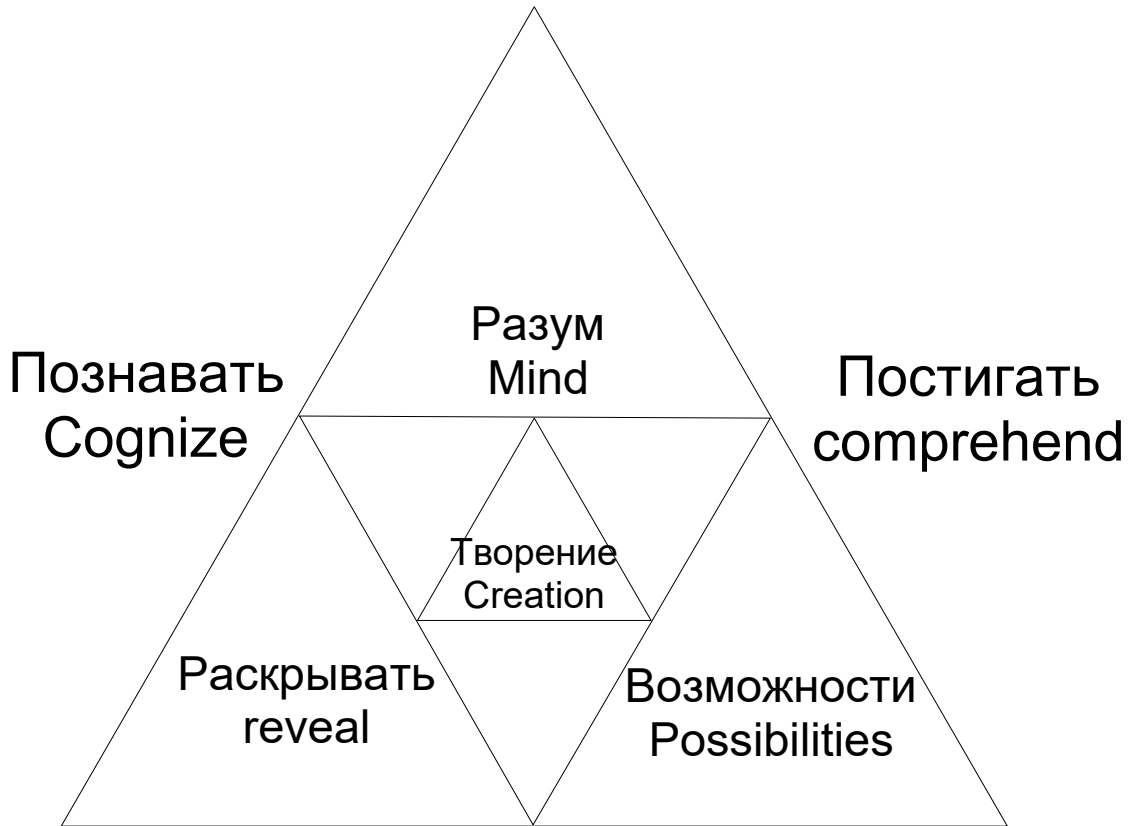 Разум
Mind
Познавать
Cognize
Постигать
comprehend
Творение
Creation
Раскрывать
reveal
Возможности
Possibilities